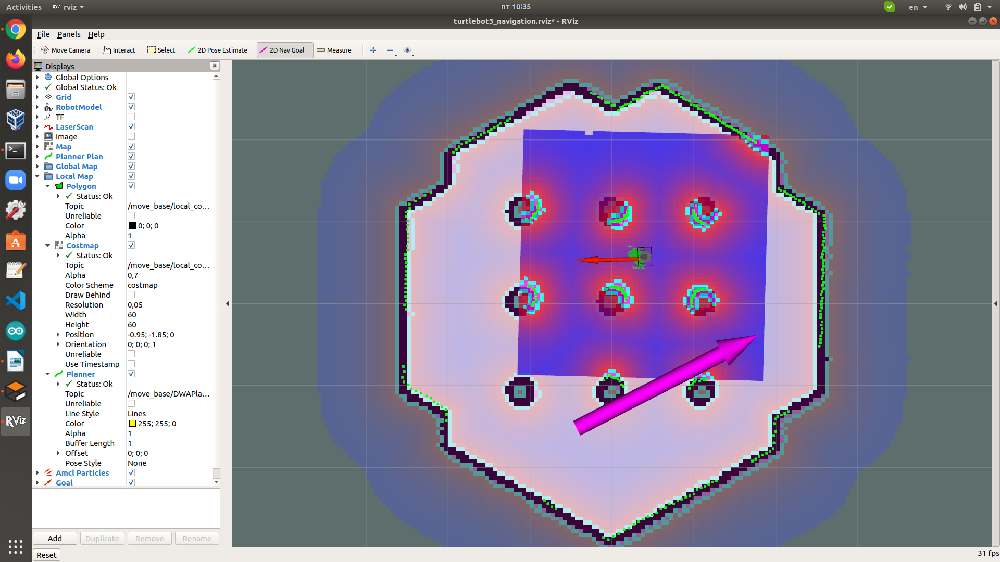 Activities
RViz rviz
пт 10:35
en
turtlebot3_navigation.rviz* - RViz
File Panels Help
Move Camera Interact Select 2D Pose Estimate 2D Nav Goal Measure
Displays
Global Options
Global Status: Ok
Grid
RobotModel
TF
LaserScan
Image
Map
Planner Plan
Global Map
Local Map
Polygon
Status: Ok
Topic /move_base/local_co…
Unreliable
Color 0; 0; 0
Alpha 1
Costmap
Status: Ok
Topic /move_base/local_co…
Alpha 0,7
Color Scheme costmap
Draw Behind
Resolution 0,05
Width 60
Height 60
Position -0.95; -1.85; 0
Orientation 0; 0; 0; 1
Unreliable
Use Timestamp
Planner
Status: Ok
Topic /move_base/DWAPla…
Unreliable
Line Style Lines
Color 255; 255; 0
Alpha 1
Buffer Length 1
Offset 0; 0; 0
Pose Style None
Amcl Particles
Goal
Add Duplicate Remove Rename
Reset
31 fps
RViz